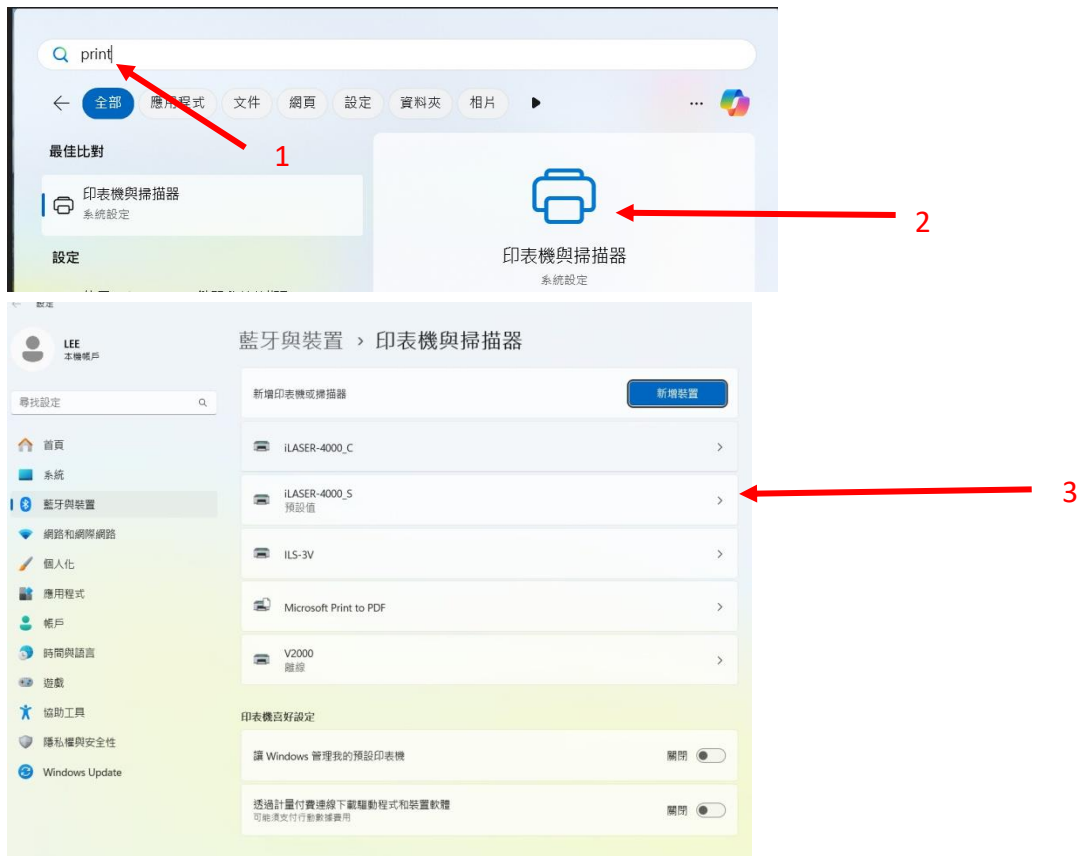 print
全部 應用程式 文件 網頁 設定 資料夾 相片 ...
1
最佳比對
印表機與掃描器
系統設定
2
印表機與掃描器
系統設定
設定
設定
LEE
本機帳戶
藍牙與裝置 › 印表機與掃描器
尋找設定
新增印表機或掃描器 新增裝置
首頁
系統
藍牙與裝置
網路和網際網路
個人化
應用程式
帳戶
時間與語言
遊戲
協助工具
隱私權與安全性
Windows Update
iLASER-4000_C
iLASER-4000_S
預設值
3
ILS-3V
Microsoft Print to PDF
V2000
離線
印表機喜好設定
讓 Windows 管理我的預設印表機 關閉
透過計量付費連線下載驅動程式和裝置軟體 關閉
可能須支付行動數據費用